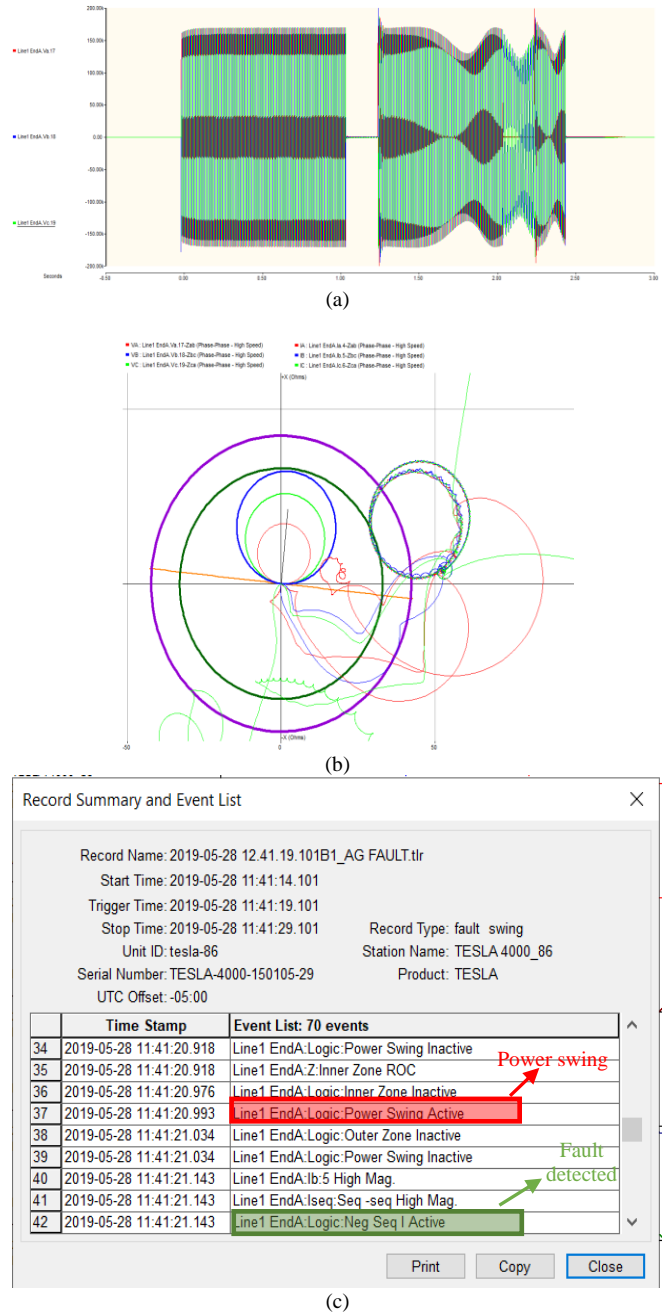 200.00k
150.00k
100.00k
50.00k
0.00
-50.00k
-100.00k
-150.00k
-200.00k
Line1 EndA.Va.17
Line1 EndA.Vb.18
Line1 EndA.Vc.19
Seconds
-0.50 0.00 0.50 1.00 1.50 2.00 2.50 3.00
(a)
VA : Line1 EndA.Va.17-Zab (Phase-Phase - High Speed) IA : Line1 EndA.Ia.4-Zab (Phase-Phase - High Speed)
VB : Line1 EndA.Vb.18-Zbc (Phase-Phase - High Speed) IB : Line1 EndA.Ib.5-Zbc (Phase-Phase - High Speed)
VC : Line1 EndA.Vc.19-Zca (Phase-Phase - High Speed) IC : Line1 EndA.Ic.6-Zca (Phase-Phase - High Speed)
+X (Ohms)
-X (Ohms)
-50 0 50
(b)
Record Summary and Event List
Record Name: 2019-05-28 12.41.19.101B1_AG FAULT.tlr
Start Time: 2019-05-28 11:41:14.101
Trigger Time: 2019-05-28 11:41:19.101
Stop Time: 2019-05-28 11:41:29.101 Record Type: fault swing
Unit ID: tesla-86 Station Name: TESLA 4000_86
Serial Number: TESLA-4000-150105-29 Product: TESLA
UTC Offset: -05:00
Time Stamp Event List: 70 events
34 2019-05-28 11:41:20.918 Line1 EndA:Logic:Power Swing Inactive
35 2019-05-28 11:41:20.918 Line1 EndA:Z:Inner Zone ROC
36 2019-05-28 11:41:20.976 Line1 EndA:Logic:Inner Zone Inactive
37 2019-05-28 11:41:20.993 Line1 EndA:Logic:Power Swing Active
38 2019-05-28 11:41:21.034 Line1 EndA:Logic:Outer Zone Inactive
39 2019-05-28 11:41:21.034 Line1 EndA:Logic:Power Swing Inactive
40 2019-05-28 11:41:21.143 Line1 EndA:Ib:5 High Mag.
41 2019-05-28 11:41:21.143 Line1 EndA:Iseq:Seq -seq High Mag.
42 2019-05-28 11:41:21.143 Line1 EndA:Logic:Neg Seq I Active
Power swing
Fault
detected
Print Copy Close
(c)